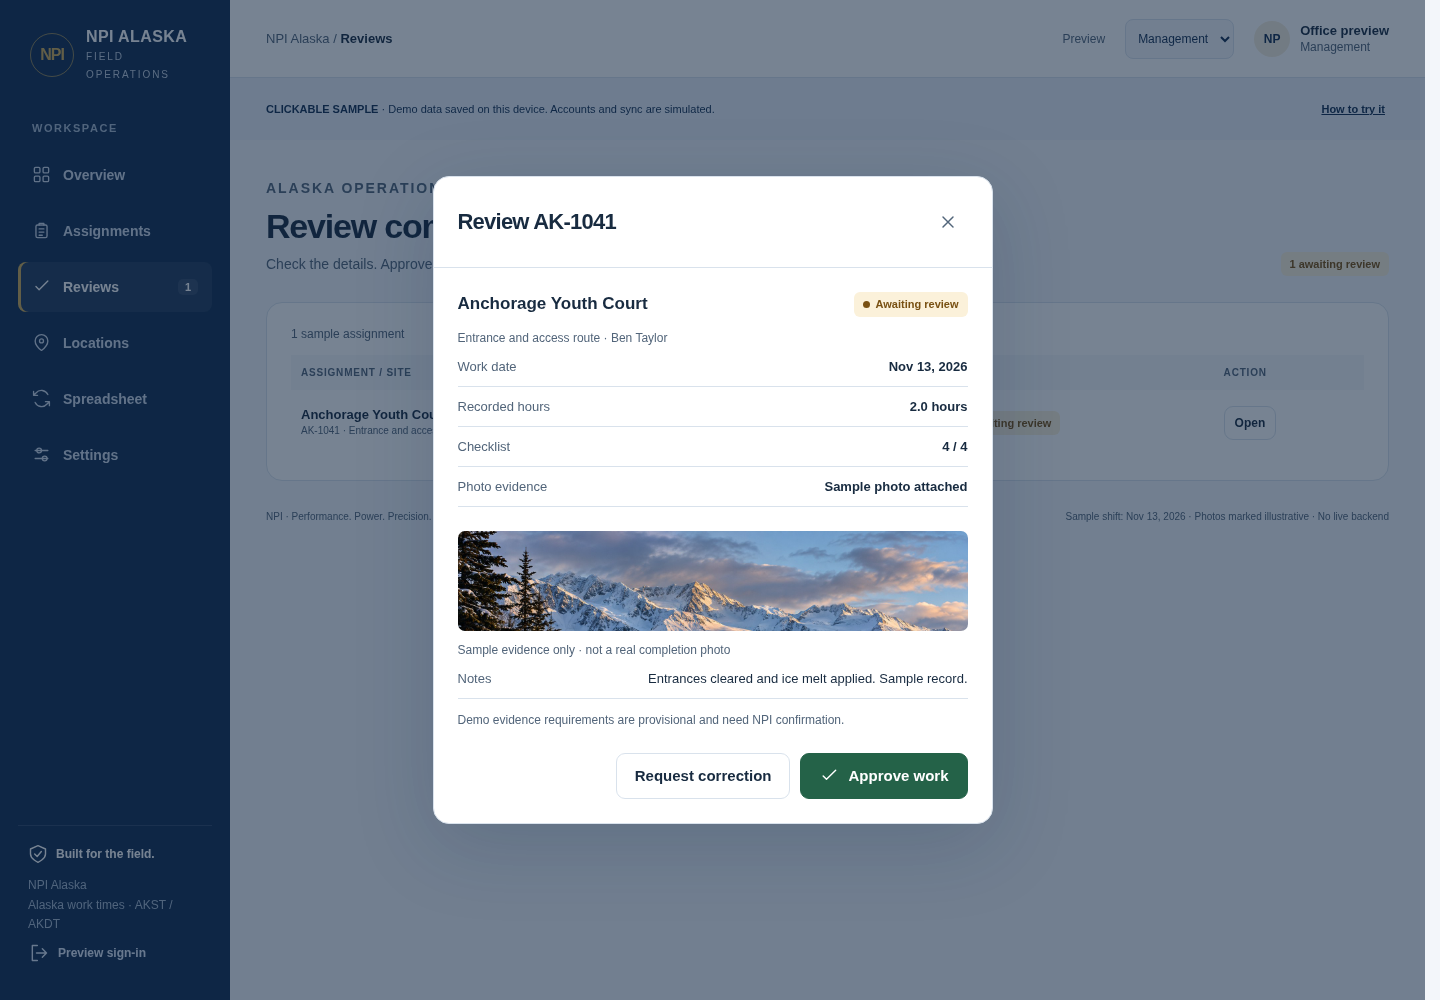 NPI
NPI ALASKA
FIELD
OPERATIONS
WORKSPACE
Overview
Assignments
Reviews 1
Locations
Spreadsheet
Settings
Built for the field.
NPI Alaska
Alaska work times · AKST /
AKDT
Preview sign-in
NPI Alaska / Reviews
Preview
Management
NP
Office preview
Management
CLICKABLE SAMPLE · Demo data saved on this device. Accounts and sync are simulated.
How to try it
ALASKA OPERATION
Review con
Check the details. Approve
1 awaiting review
1 sample assignment
ASSIGNMENT / SITE
ACTION
Anchorage Youth Cou
AK-1041 · Entrance and acce
ting review
Open
NPI · Performance. Power. Precision.
Sample shift: Nov 13, 2026 · Photos marked illustrative · No live backend
Review AK-1041
Anchorage Youth Court
Awaiting review
Entrance and access route · Ben Taylor
Work date Nov 13, 2026
Recorded hours 2.0 hours
Checklist 4 / 4
Photo evidence Sample photo attached
Sample evidence only · not a real completion photo
Notes Entrances cleared and ice melt applied. Sample record.
Demo evidence requirements are provisional and need NPI confirmation.
Request correction
Approve work